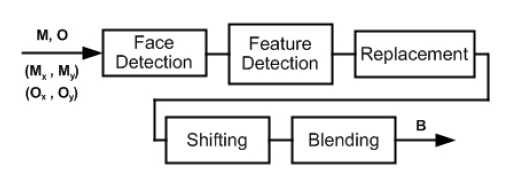 M, O
(Mx , My)
(Ox , Oy)
Face
Detection
Feature
Detection
Replacement
Shifting
Blending
B